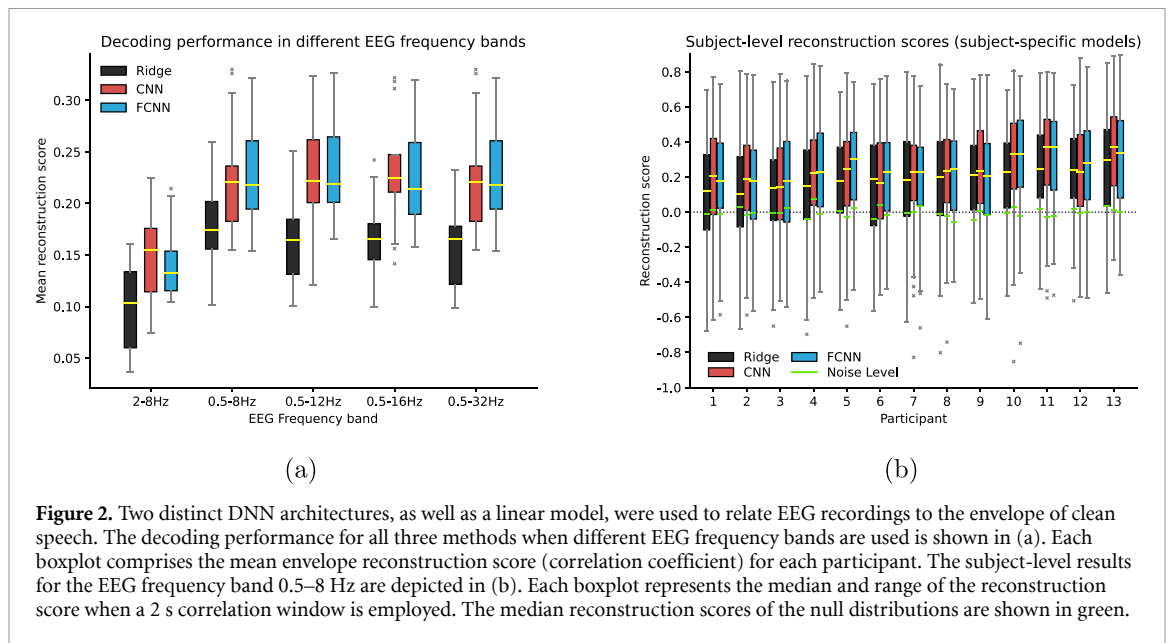 Decoding performance in different EEG frequency bands
Ridge
CNN
FCNN
Mean reconstruction score
0.30
0.25
0.20
0.15
0.10
0.05
2-8Hz 0.5-8Hz 0.5-12Hz 0.5-16Hz 0.5-32Hz
EEG Frequency band
(a)
Subject-level reconstruction scores (subject-specific models)
Reconstruction score
0.8
0.6
0.4
0.2
0.0
-0.2
-0.4
-0.6
-0.8
-1.0
Ridge
CNN
FCNN
Noise Level
1 2 3 4 5 6 7 8 9 10 11 12 13
Participant
(b)
Figure 2. Two distinct DNN architectures, as well as a linear model, were used to relate EEG recordings to the envelope of clean
speech. The decoding performance for all three methods when different EEG frequency bands are used is shown in (a). Each
boxplot comprises the mean envelope reconstruction score (correlation coefficient) for each participant. The subject-level results
for the EEG frequency band 0.5–8 Hz are depicted in (b). Each boxplot represents the median and range of the reconstruction
score when a 2 s correlation window is employed. The median reconstruction scores of the null distributions are shown in green.